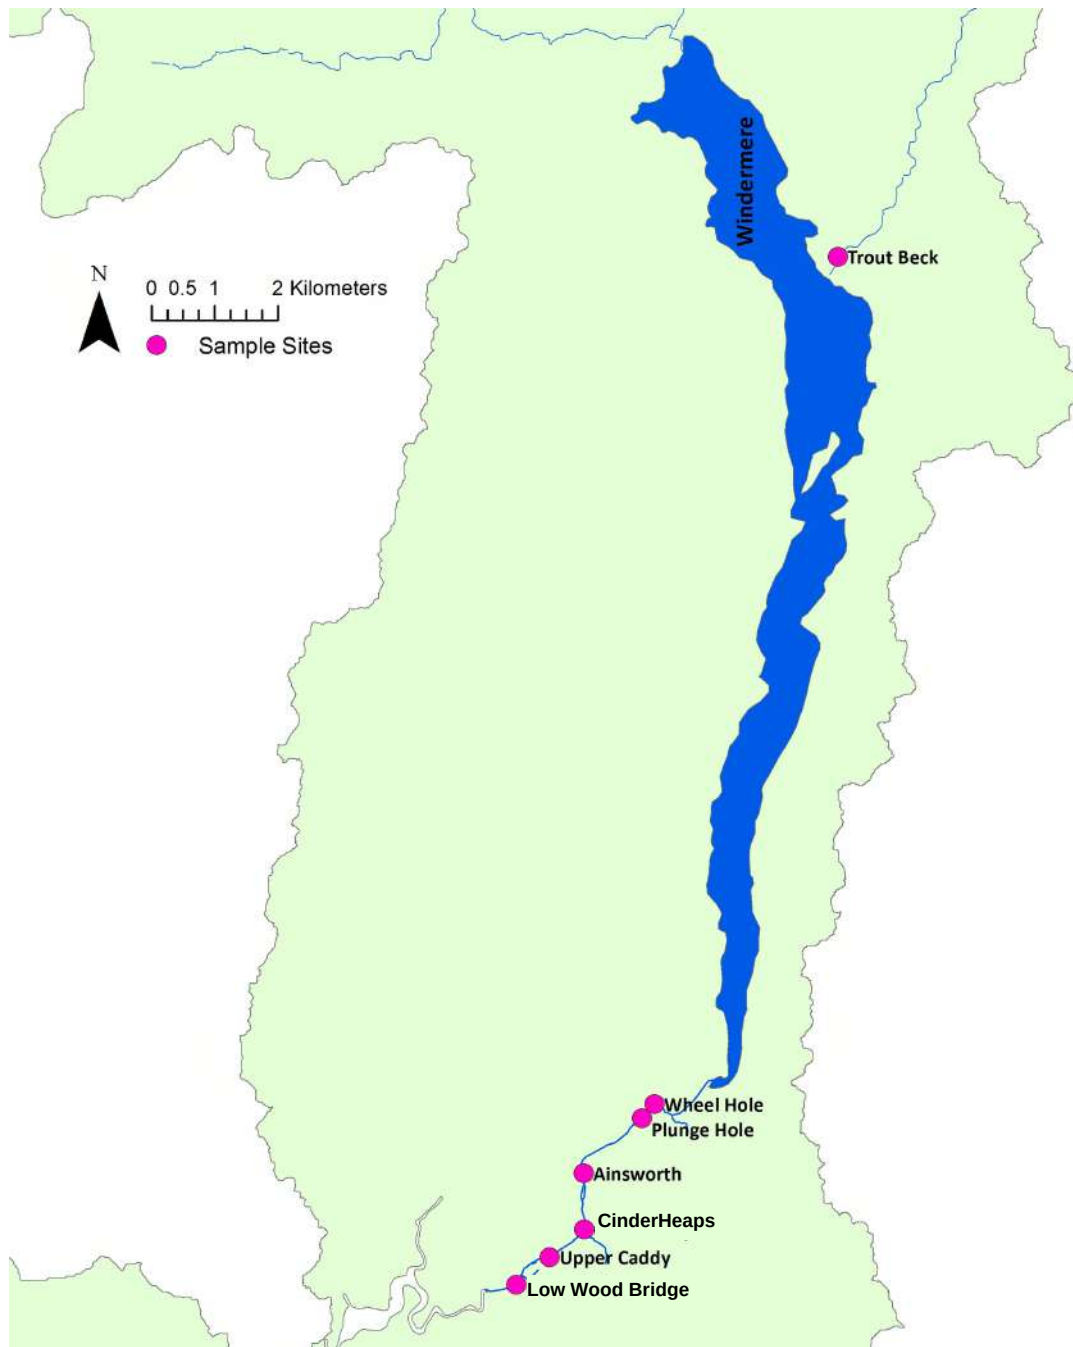 Windermere
Trout Beck
N
0 0.5 1 2 Kilometers
Sample Sites
Wheel Hole
Plunge Hole
Ainsworth
CinderHeaps
Upper Caddy
Low Wood Bridge